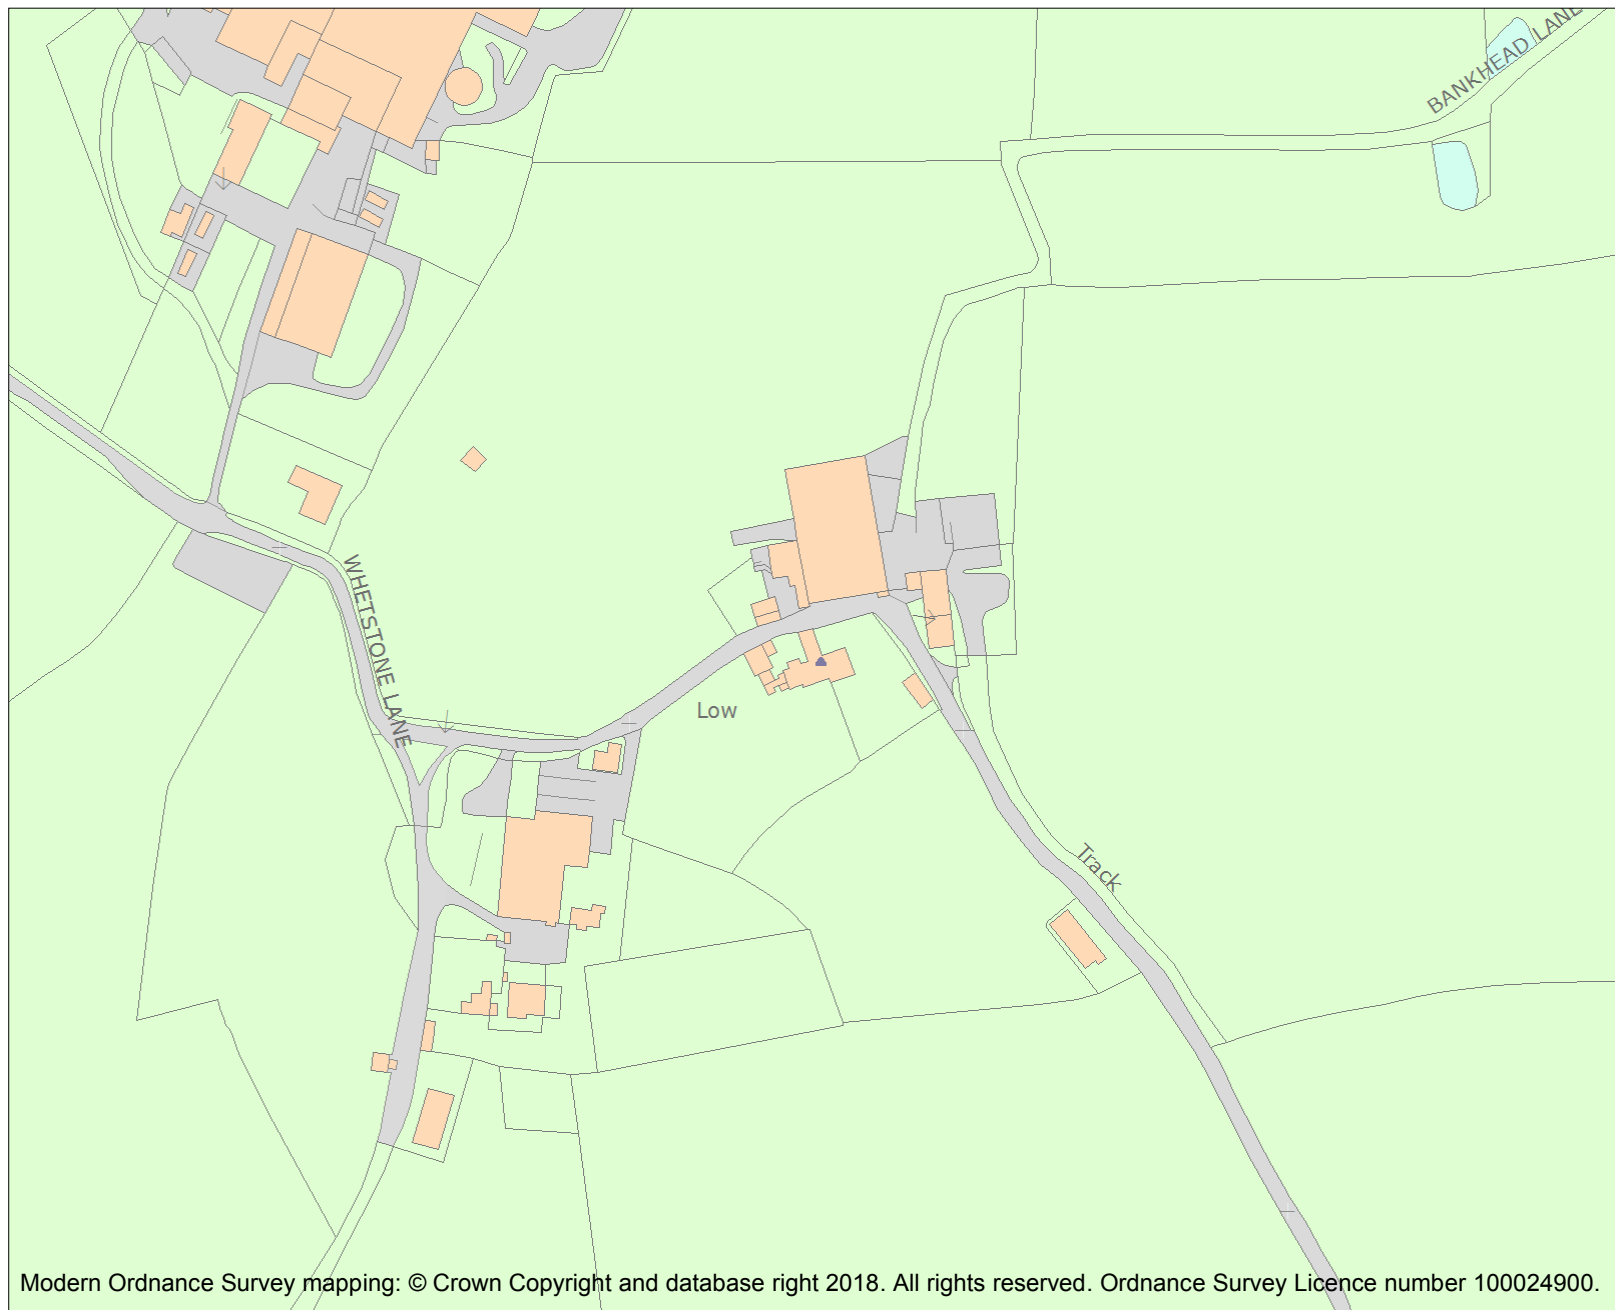 BANKHEAD LANE
WHETSTONE LANE
Low
Track
Modern Ordnance Survey mapping: © Crown Copyright and database right 2018. All rights reserved. Ordnance Survey Licence number 100024900.